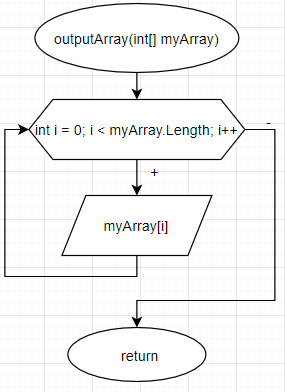 outputArray(int[] myArray)
int i = 0; i < myArray.Length; i++
-
+
myArray[i]
return